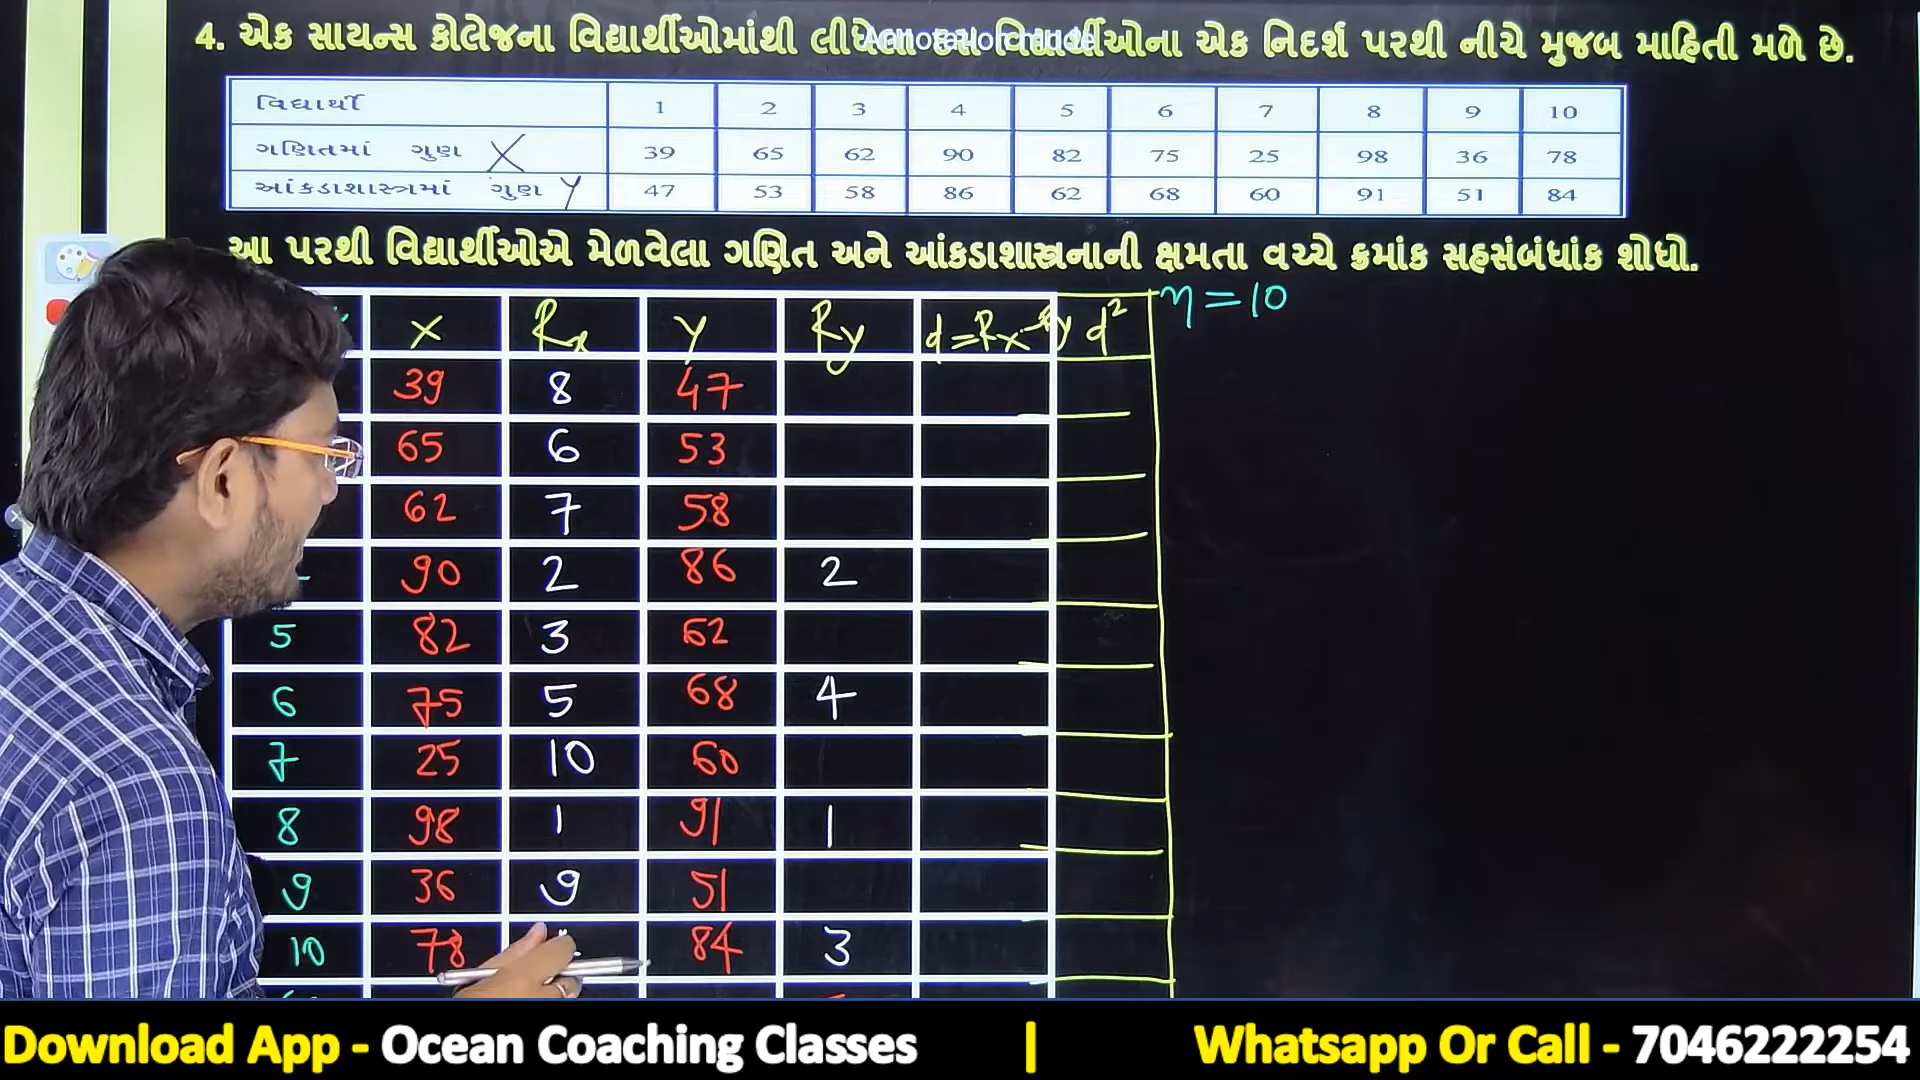 4. એક સાયન્સ કોલેજના વિદ્યાર્થીઓમાંથી Annotation mode એક નિદર્શ પરથી નીચે મુજબ માહિતી મળે છે.
વિદ્યાર્થી 1 2 3 4 5 6 7 8 9 10
ગણિતમાં ગુણ X 39 65 62 90 82 75 25 98 36 78
આંકડાશાસ્ત્રમાં ગુણ Y 47 53 58 86 62 68 60 91 51 84
આ પરથી વિદ્યાર્થીઓએ મેળવેલા ગણિત અને આંકડાશાસ્ત્રનાની ક્ષમતા વચ્ચે ક્રમાંક સહસંબંધાંક શોધો.
n = 10
x Rx y Ry d = Rx - Ry d²
39 8 47
65 6 53
62 7 58
90 2 86 2
5 82 3 62
6 75 5 68 4
7 25 10 60
8 98 1 91 1
9 36 9 51
10 78 84 3
Download App - Ocean Coaching Classes | Whatsapp Or Call - 7046222254